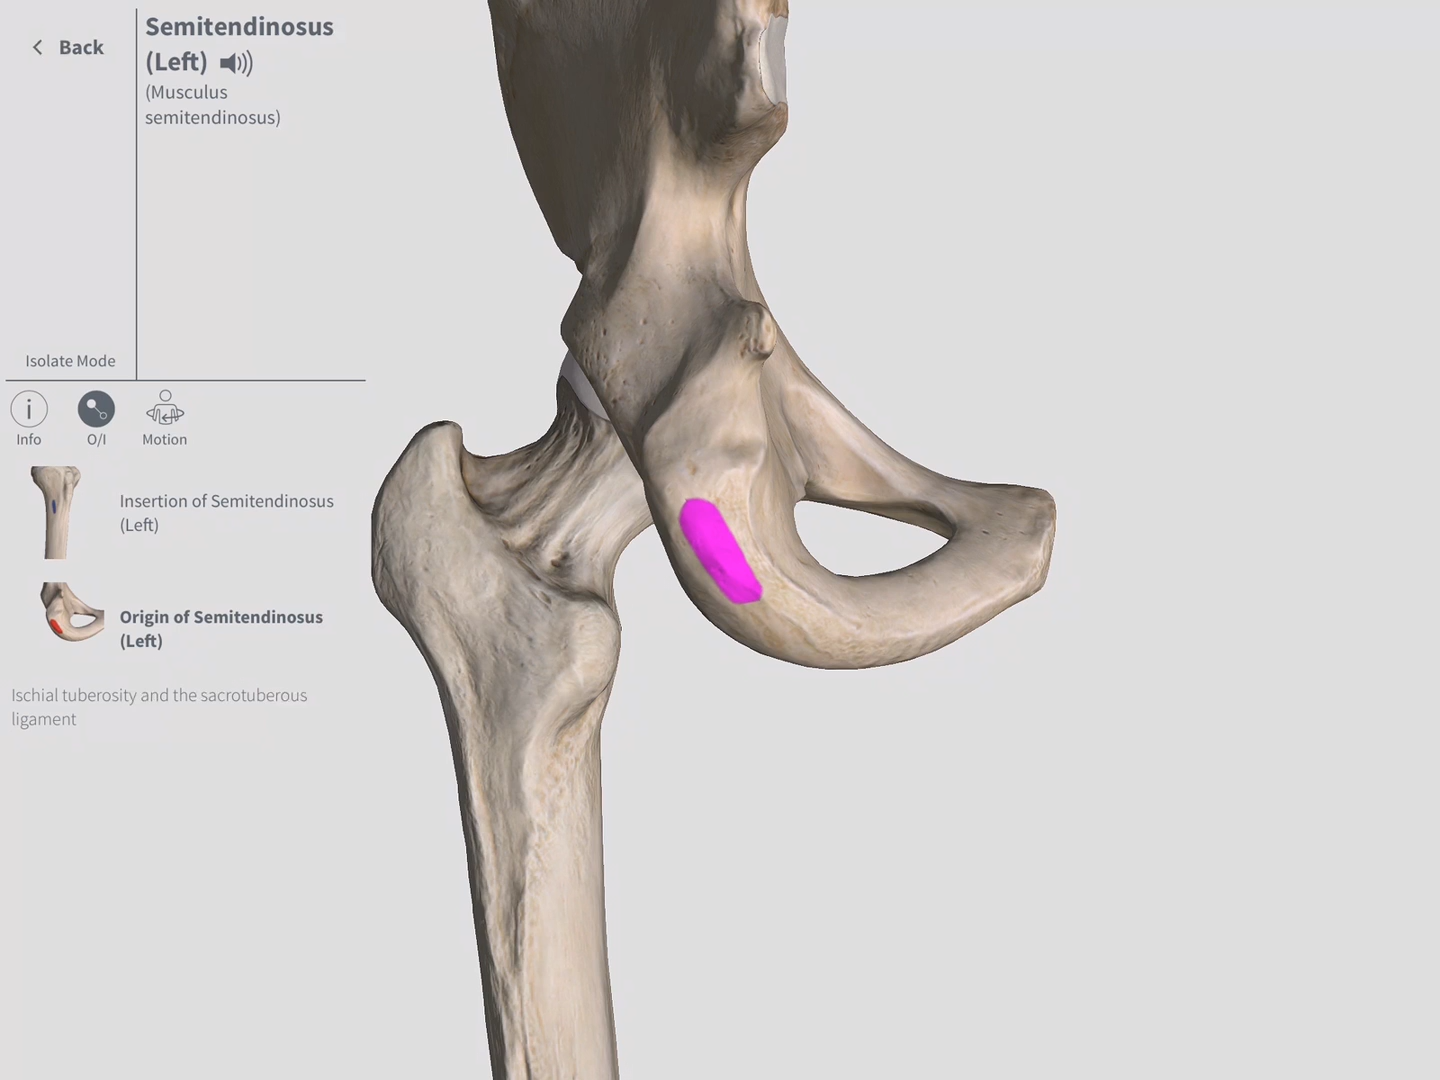 Back
Semitendinosus
(Left)
(Musculus
semitendinosus)
Isolate Mode
Info
O/I
Motion
Insertion of Semitendinosus
(Left)
Origin of Semitendinosus
(Left)
Ischial tuberosity and the sacrotuberous
ligament